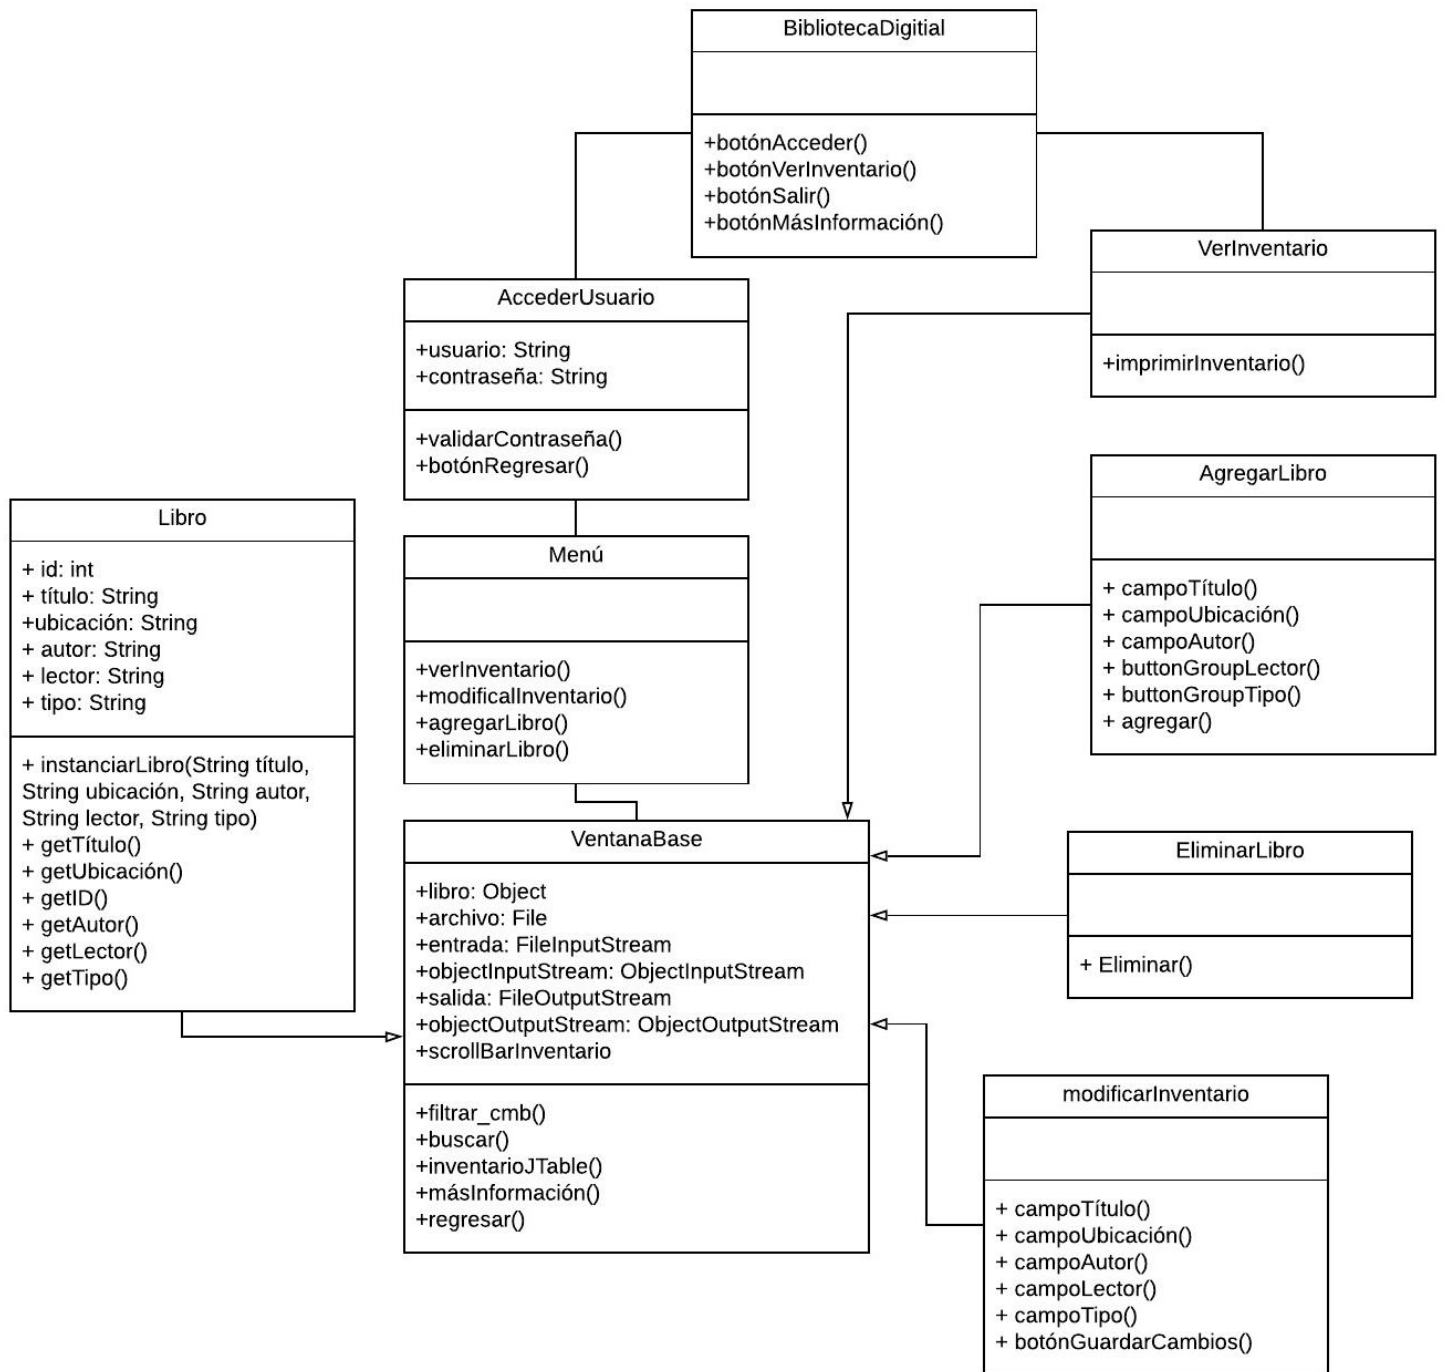 BibliotecaDigitial
+botónAcceder()
+botónVerInventario()
+botónSalir()
+botónMásInformación()
VerInventario
+imprimirInventario()
AccederUsuario
+usuario: String
+contraseña: String
+validarContraseña()
+botónRegresar()
AgregarLibro
+ campoTítulo()
+ campoUbicación()
+ campoAutor()
+ buttonGroupLector()
+ buttonGroupTipo()
+ agregar()
Libro
+ id: int
+ título: String
+ubicación: String
+ autor: String
+ lector: String
+ tipo: String
+ instanciarLibro(String título,
String ubicación, String autor,
String lector, String tipo)
+ getTítulo()
+ getUbicación()
+ getID()
+ getAutor()
+ getLector()
+ getTipo()
Menú
+verInventario()
+modificaInventario()
+agregarLibro()
+eliminarLibro()
VentanaBase
+libro: Object
+archivo: File
+entrada: FileInputStream
+objectInputStream: ObjectInputStream
+salida: FileOutputStream
+objectOutputStream: ObjectOutputStream
+scrollBarInventario
+filtrar_cmb()
+buscar()
+inventarioJTable()
+másInformación()
+regresar()
EliminarLibro
+ Eliminar()
modificarInventario
+ campoTítulo()
+ campoUbicación()
+ campoAutor()
+ campoLector()
+ campoTipo()
+ botónGuardarCambios()